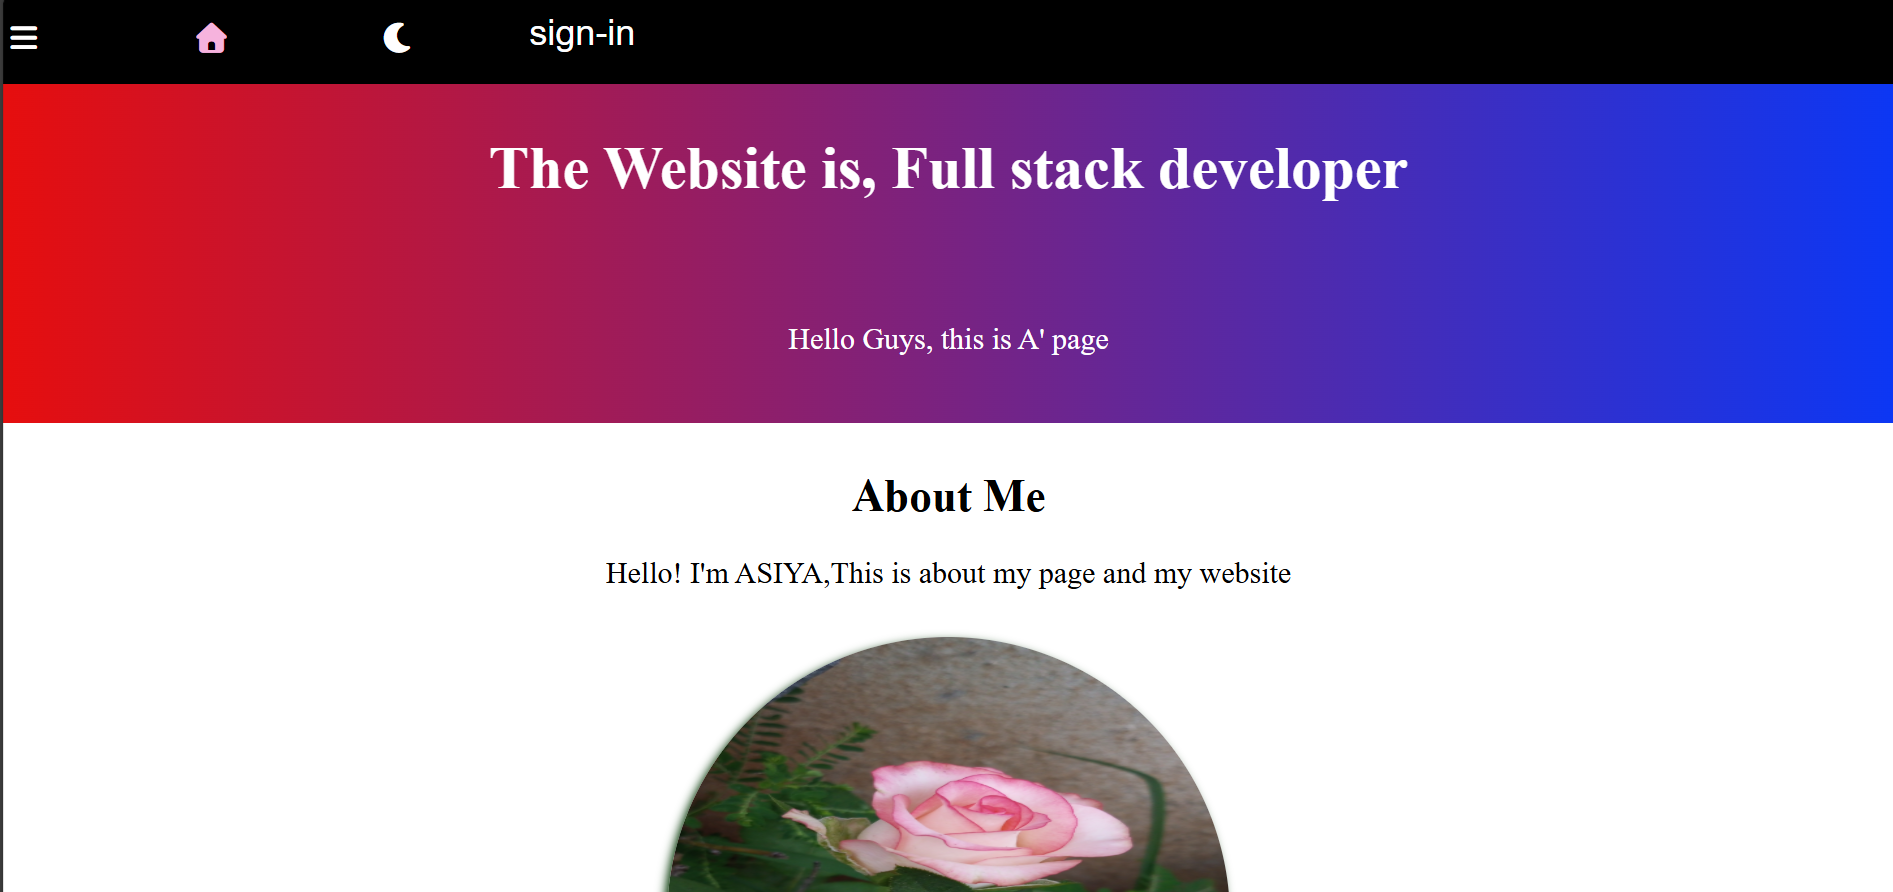 sign-in
The Website is, Full stack developer
Hello Guys, this is A' page
About Me
Hello! I'm ASIYA,This is about my page and my website